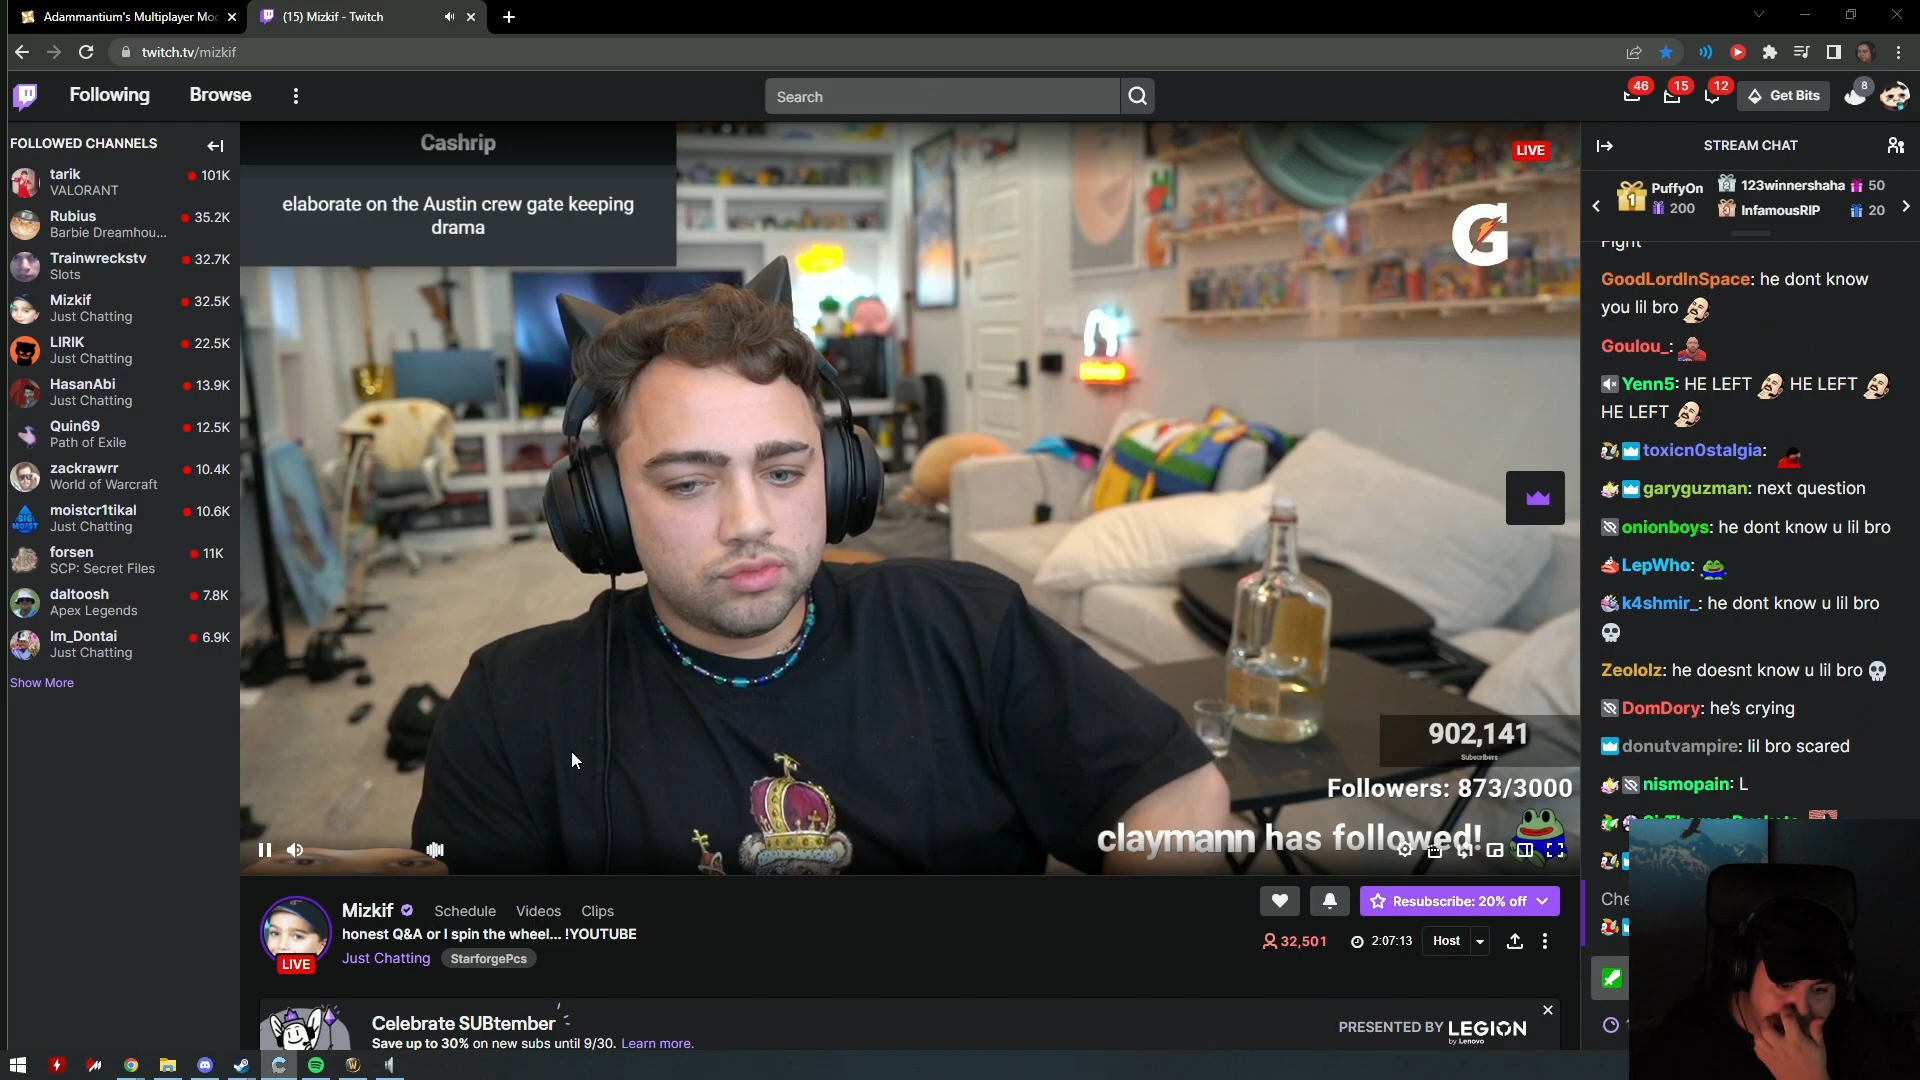 Adammantium's Multiplayer Mo
(15) Mizkif - Twitch
twitch.tv/mizkif
Following
Browse
Search
46
15
12
Get Bits
8
FOLLOWED CHANNELS
tarik
VALORANT
101K
Rubius
Barbie Dreamhou...
35.2K
Trainwreckstv
Slots
32.7K
Mizkif
Just Chatting
32.5K
LIRIK
Just Chatting
22.5K
HasanAbi
Just Chatting
13.9K
Quin69
Path of Exile
12.5K
zackrawrr
World of Warcraft
10.4K
moistcr1tikal
Just Chatting
10.6K
forsen
SCP: Secret Files
11K
daltoosh
Apex Legends
7.8K
Im_Dontai
Just Chatting
6.9K
Show More
Cashrip
elaborate on the Austin crew gate keeping
drama
LIVE
G
902,141
Subscribers
Followers: 873/3000
claymann has followed!
LIVE
Mizkif
Schedule
Videos
Clips
honest Q&A or I spin the wheel... !YOUTUBE
Just Chatting
StarforgePcs
Resubscribe: 20% off
32,501
2:07:13
Host
Celebrate SUBtember
Save up to 30% on new subs until 9/30. Learn more.
PRESENTED BY LEGION
by Lenovo
STREAM CHAT
1
PuffyOn
200
2
123winnershaha
50
3
InfamousRIP
20
GoodLordInSpace: he dont know
you lil bro
Goulou_:
Yenn5: HE LEFT HE LEFT
HE LEFT
toxicn0stalgia:
garyguzman: next question
onionboys: he dont know u lil bro
BIG
MOIST
LepWho:
k4shmir_: he dont know u lil bro
Zeololz: he doesnt know u lil bro
DomDory: he's crying
donutvampire: lil bro scared
nismopain: L
Che